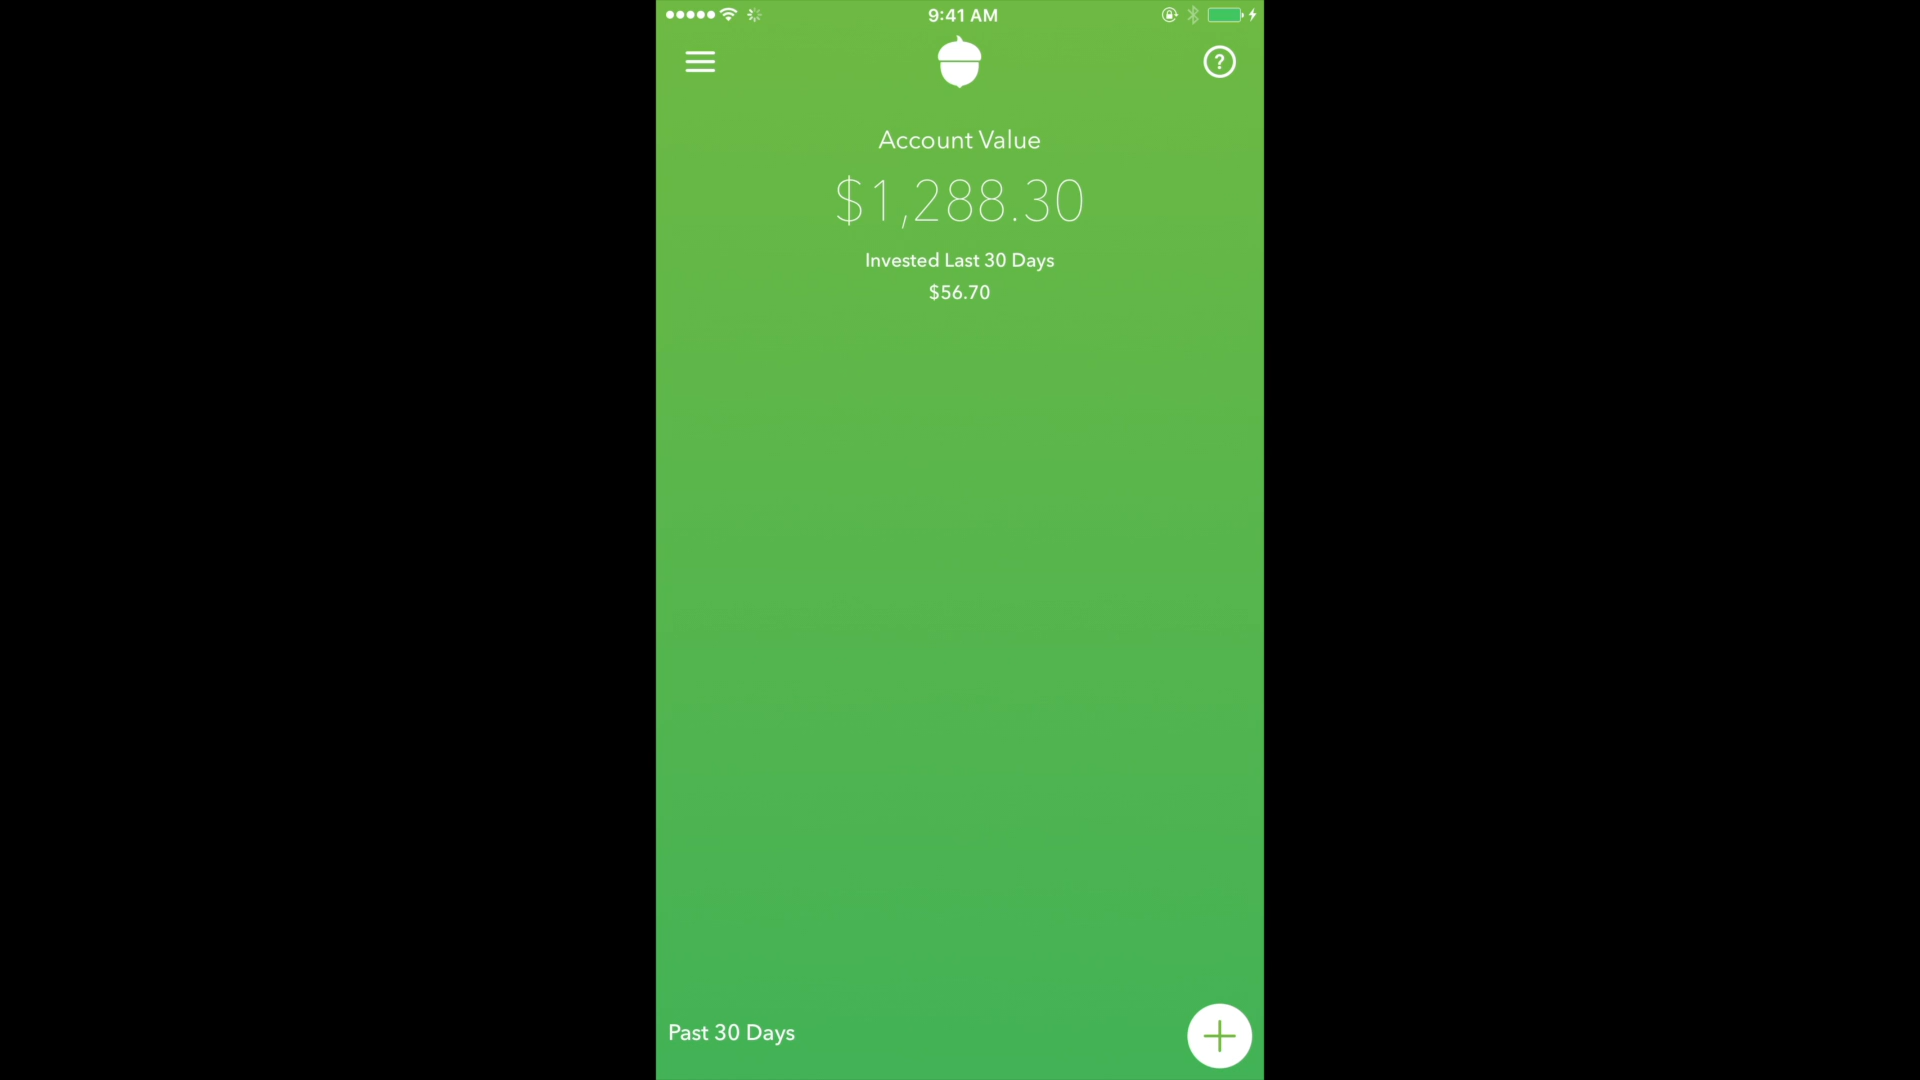 9:41 AM
?
Account Value
$1,288.30
Invested Last 30 Days
$56.70
Past 30 Days